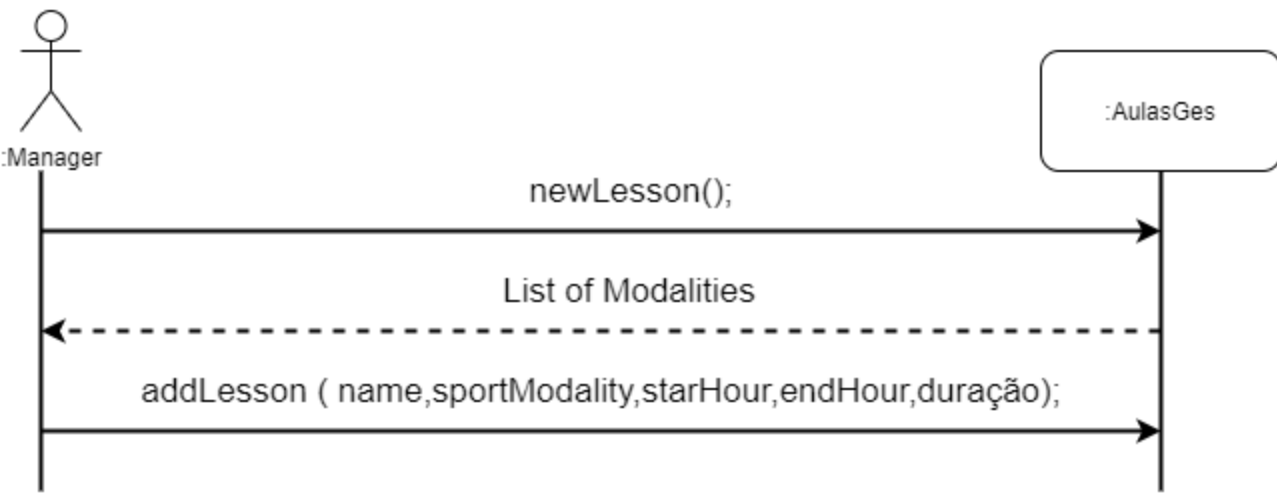 :AulasGes
:Manager
newLesson();
List of Modalities
addLesson ( name,sportModality,starHour,endHour,duração);